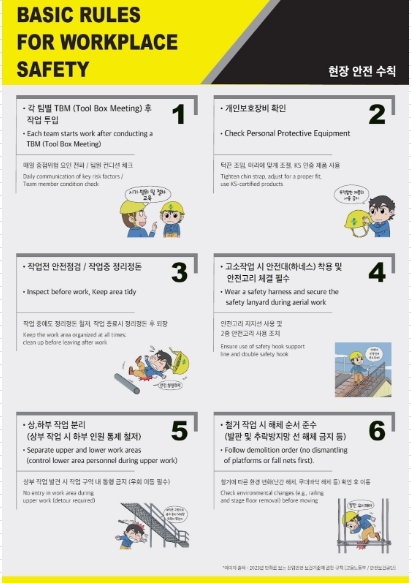 BASIC RULES
FOR WORKPLACE
SAFETY
현장 안전 수칙
• 각 팀별 TBM (Tool Box Meeting) 후
작업 투입
1
• Each team starts work after conducting a
TBM (Tool Box Meeting)
매일 중점위험 요인 전파 / 팀원 컨디션 체크
Daily communication of key risk factors /
Team member condition check
• 개인보호장비 확인
2
• Check Personal Protective Equipment
턱끈 조임, 머리에 맞게 조절, KS 인증 제품 사용
Tighten chin strap, adjust for a proper fit,
use KS-certified products
• 작업전 안전점검 / 작업중 정리정돈
3
• Inspect before work, Keep area tidy
작업 중에도 정리정돈 철저, 작업 종료시 정리정돈 후 퇴장
Keep the work area organized at all times,
clean up before leaving after work
• 고소작업 시 안전대(하네스) 착용 및
안전고리 체결 필수
4
• Wear a safety harness and secure the
safety lanyard during aerial work
안전고리 지지선 사용 및
2중 안전고리 사용 조치
Ensure use of safety hook support
line and double safety hook
• 상,하부 작업 분리
(상부 작업 시 하부 인원 통제 철저)
5
• Separate upper and lower work areas
(control lower area personnel during upper work)
상부 작업 발견 시 작업 구역 내 통행 금지 (우회 이동 필수)
No entry in work area during
upper work (detour required)
• 철거 작업 시 해체 순서 준수
(발판 및 추락방지망 선 해체 금지 등)
6
• Follow demolition order (no dismantling
of platforms or fall nets first).
철거에 따른 환경 변화(난간 해체, 무대바닥 해체 등) 확인 후 이동
Check environmental changes (e.g., railing
and stage floor removal) before moving